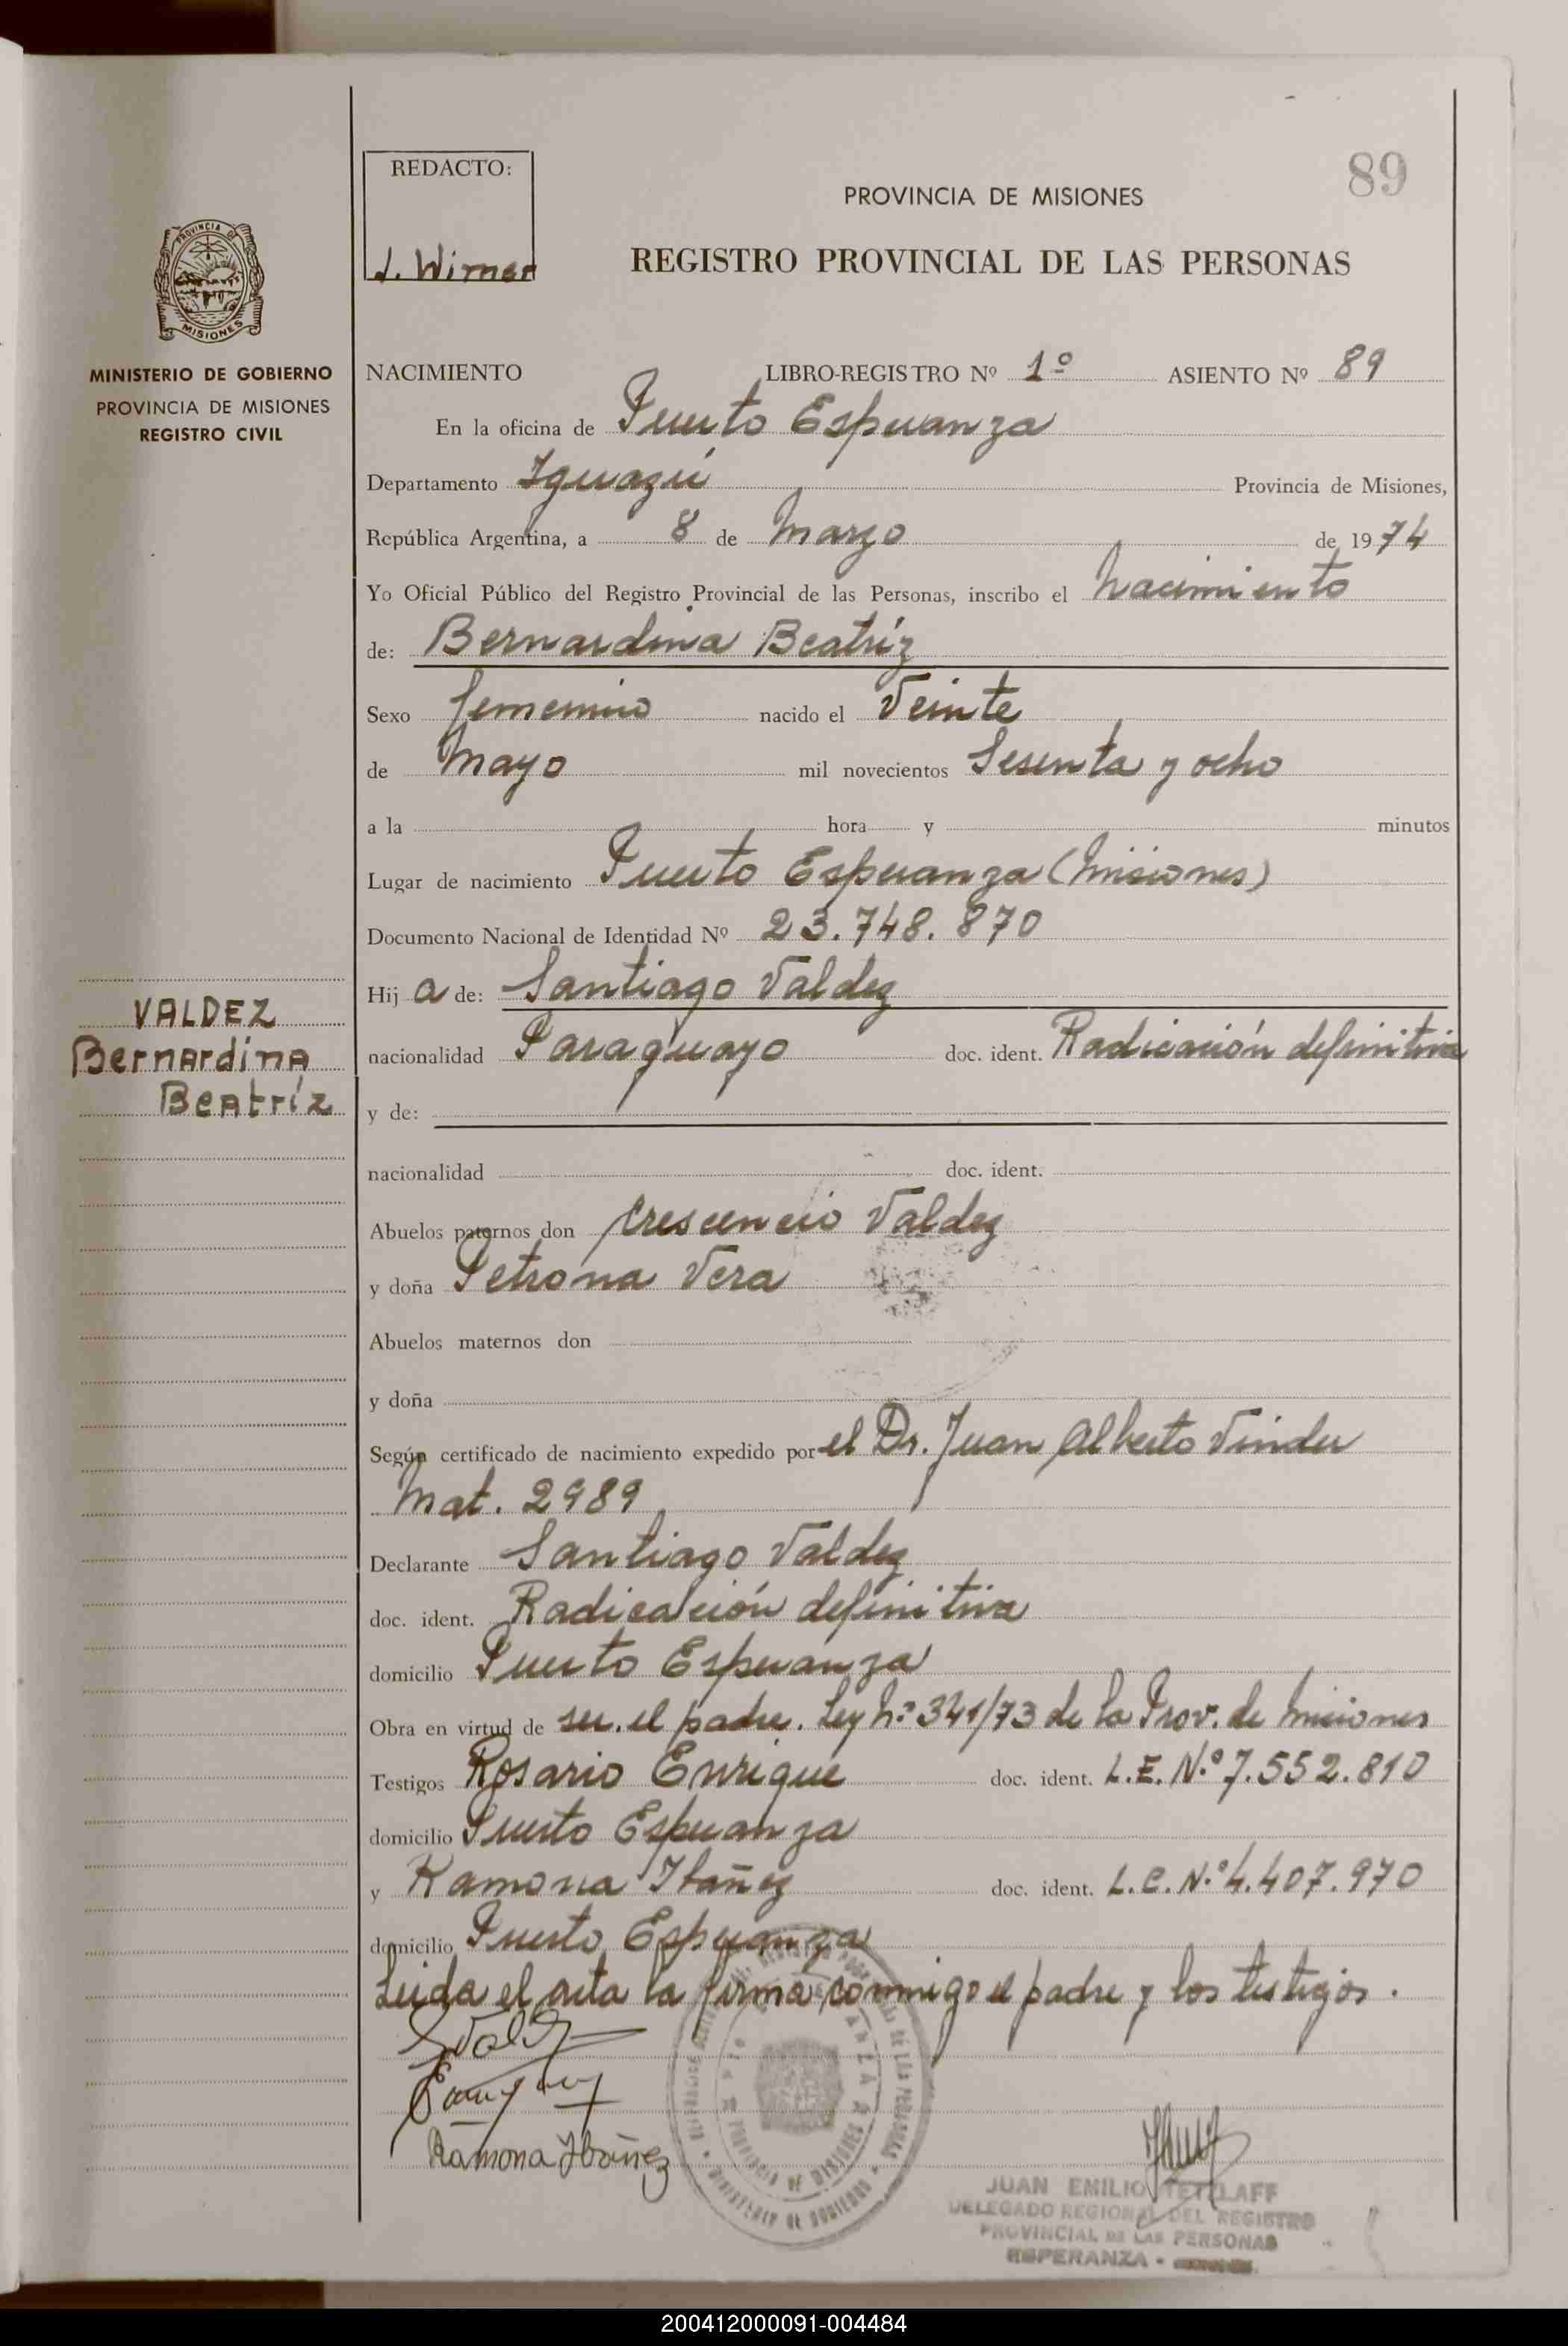 89
REDACTO:
J. Wirner
PROVINCIA DE MISIONES
REGISTRO PROVINCIAL DE LAS PERSONAS
PROVINCIA DE
MISIONES
MINISTERIO DE GOBIERNO
PROVINCIA DE MISIONES
REGISTRO CIVIL
NACIMIENTO LIBRO-REGISTRO Nº 1º ASIENTO Nº 89
En la oficina de Puerto Esperanza
Departamento Iguazú Provincia de Misiones,
República Argentina, a 8 de Marzo de 1974
Yo Oficial Público del Registro Provincial de las Personas, inscribo el Nacimiento
de: Bernardina Beatríz
Sexo femenino nacido el Veinte
de Mayo mil novecientos Sesenta y ocho
a la hora y minutos
Lugar de nacimiento Puerto Esperanza (Misiones)
Documento Nacional de Identidad Nº 23.748.870
Hija de: Santiago Valdez
VALDEZ
Bernardina
Beatríz
nacionalidad Paraguayo doc. ident. Radicación definitiva
y de:
nacionalidad doc. ident.
Abuelos paternos don Crescencio Valdez
y doña Petrona Vera
Abuelos maternos don
y doña
Según certificado de nacimiento expedido por el Dr. Juan Alberto Vinder
Mat. 2989
Declarante Santiago Valdez
doc. ident. Radicación definitiva
domicilio Puerto Esperanza
Obra en virtud de ser el padre. Ley Nº 341/73 de la Prov. de Misiones
Testigos Rosario Enrique doc. ident. L.E. Nº 7.552.810
domicilio Puerto Esperanza
y Ramona Ibañez doc. ident. L.C. Nº 4.407.970
domicilio Puerto Esperanza
Leida el acta la firma conmigo el padre y los testigos.
Ramona Ibáñez
JUAN EMILIO TETZLAFF
DELEGADO REGIONAL DEL REGISTRO
PROVINCIAL DE LAS PERSONAS
ESPERANZA -
200412000091-004484